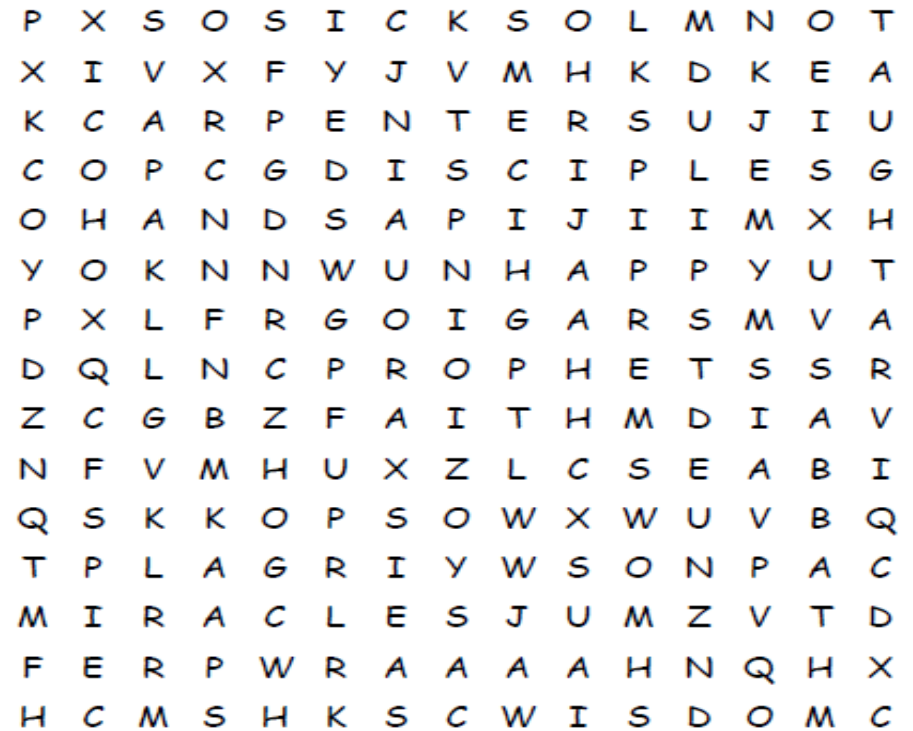 P X S O S I C K S O L M N O T
X I V X F Y J V M H K D K E A
K C A R P E N T E R S U J I U
C O P C G D I S C I P L E S G
O H A N D S A P I J I I M X H
Y O K N N W U N H A P P Y U T
P X L F R G O I G A R S M V A
D Q L N C P R O P H E T S S R
Z C G B Z F A I T H M D I A V
N F V M H U X Z L C S E A B I
Q S K K O P S O W X W U V B Q
T P L A G R I Y W S O N P A C
M I R A C L E S J U M Z V T D
F E R P W R A A A A H N Q H X
H C M S H K S C W I S D O M C